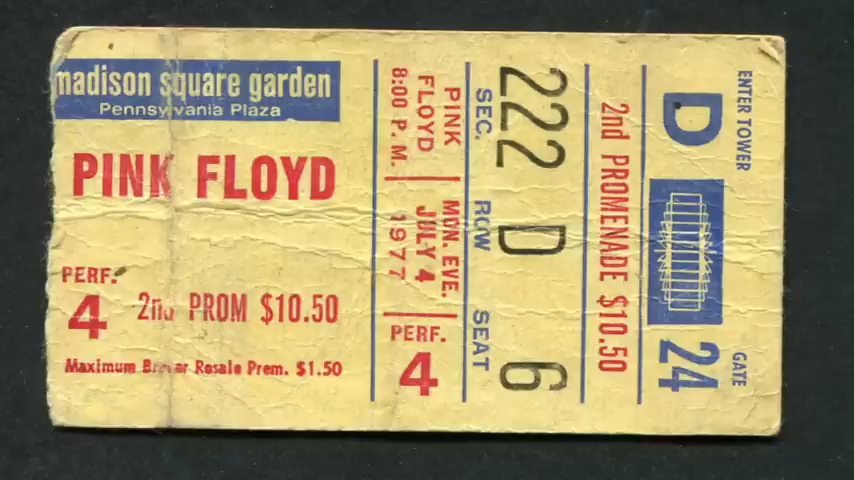 madison square garden
Pennsylvania Plaza
PINK FLOYD
PERF.
4
2nd PROM $10.50
Maximum Resale Prem. $1.50
PINK FLOYD
8:00 P.M.
MON. EVE.
JULY 4
1977
PERF.
4
SEC. ROW SEAT
222 D 6
2nd PROMENADE $10.50
ENTER TOWER
D
GATE
24